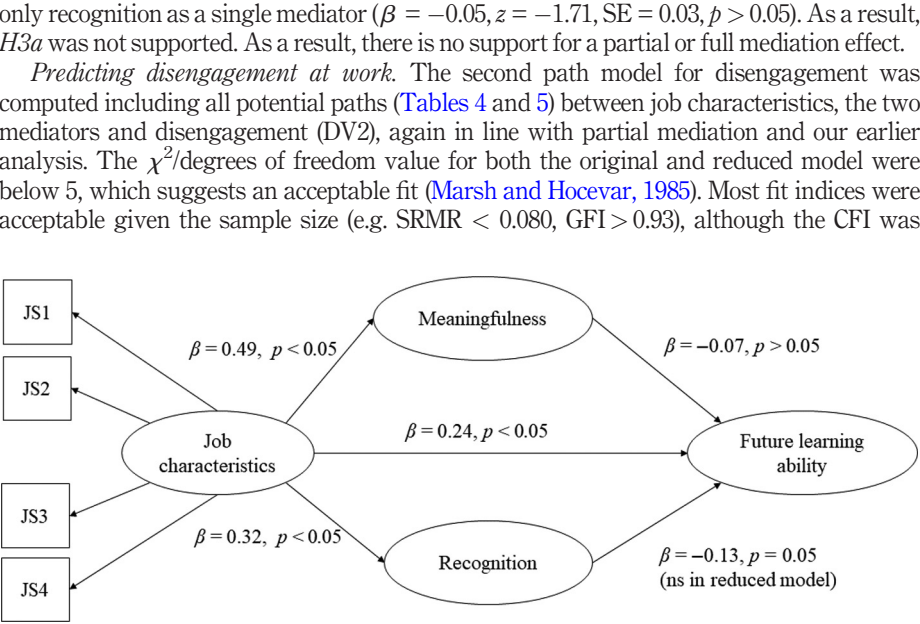 only recognition as a single mediator (β = −0.05, z = −1.71, SE = 0.03, p > 0.05). As a result,
H3a was not supported. As a result, there is no support for a partial or full mediation effect.
Predicting disengagement at work. The second path model for disengagement was
computed including all potential paths (Tables 4 and 5) between job characteristics, the two
mediators and disengagement (DV2), again in line with partial mediation and our earlier
analysis. The χ²/degrees of freedom value for both the original and reduced model were
below 5, which suggests an acceptable fit (Marsh and Hocevar, 1985). Most fit indices were
acceptable given the sample size (e.g. SRMR < 0.080, GFI > 0.93), although the CFI was
JS1
Meaningfulness
β = 0.49, p < 0.05
β = −0.07, p > 0.05
JS2
β = 0.24, p < 0.05
Job
characteristics
Future learning
ability
JS3
β = 0.32, p < 0.05
Recognition
β = −0.13, p = 0.05
(ns in reduced model)
JS4